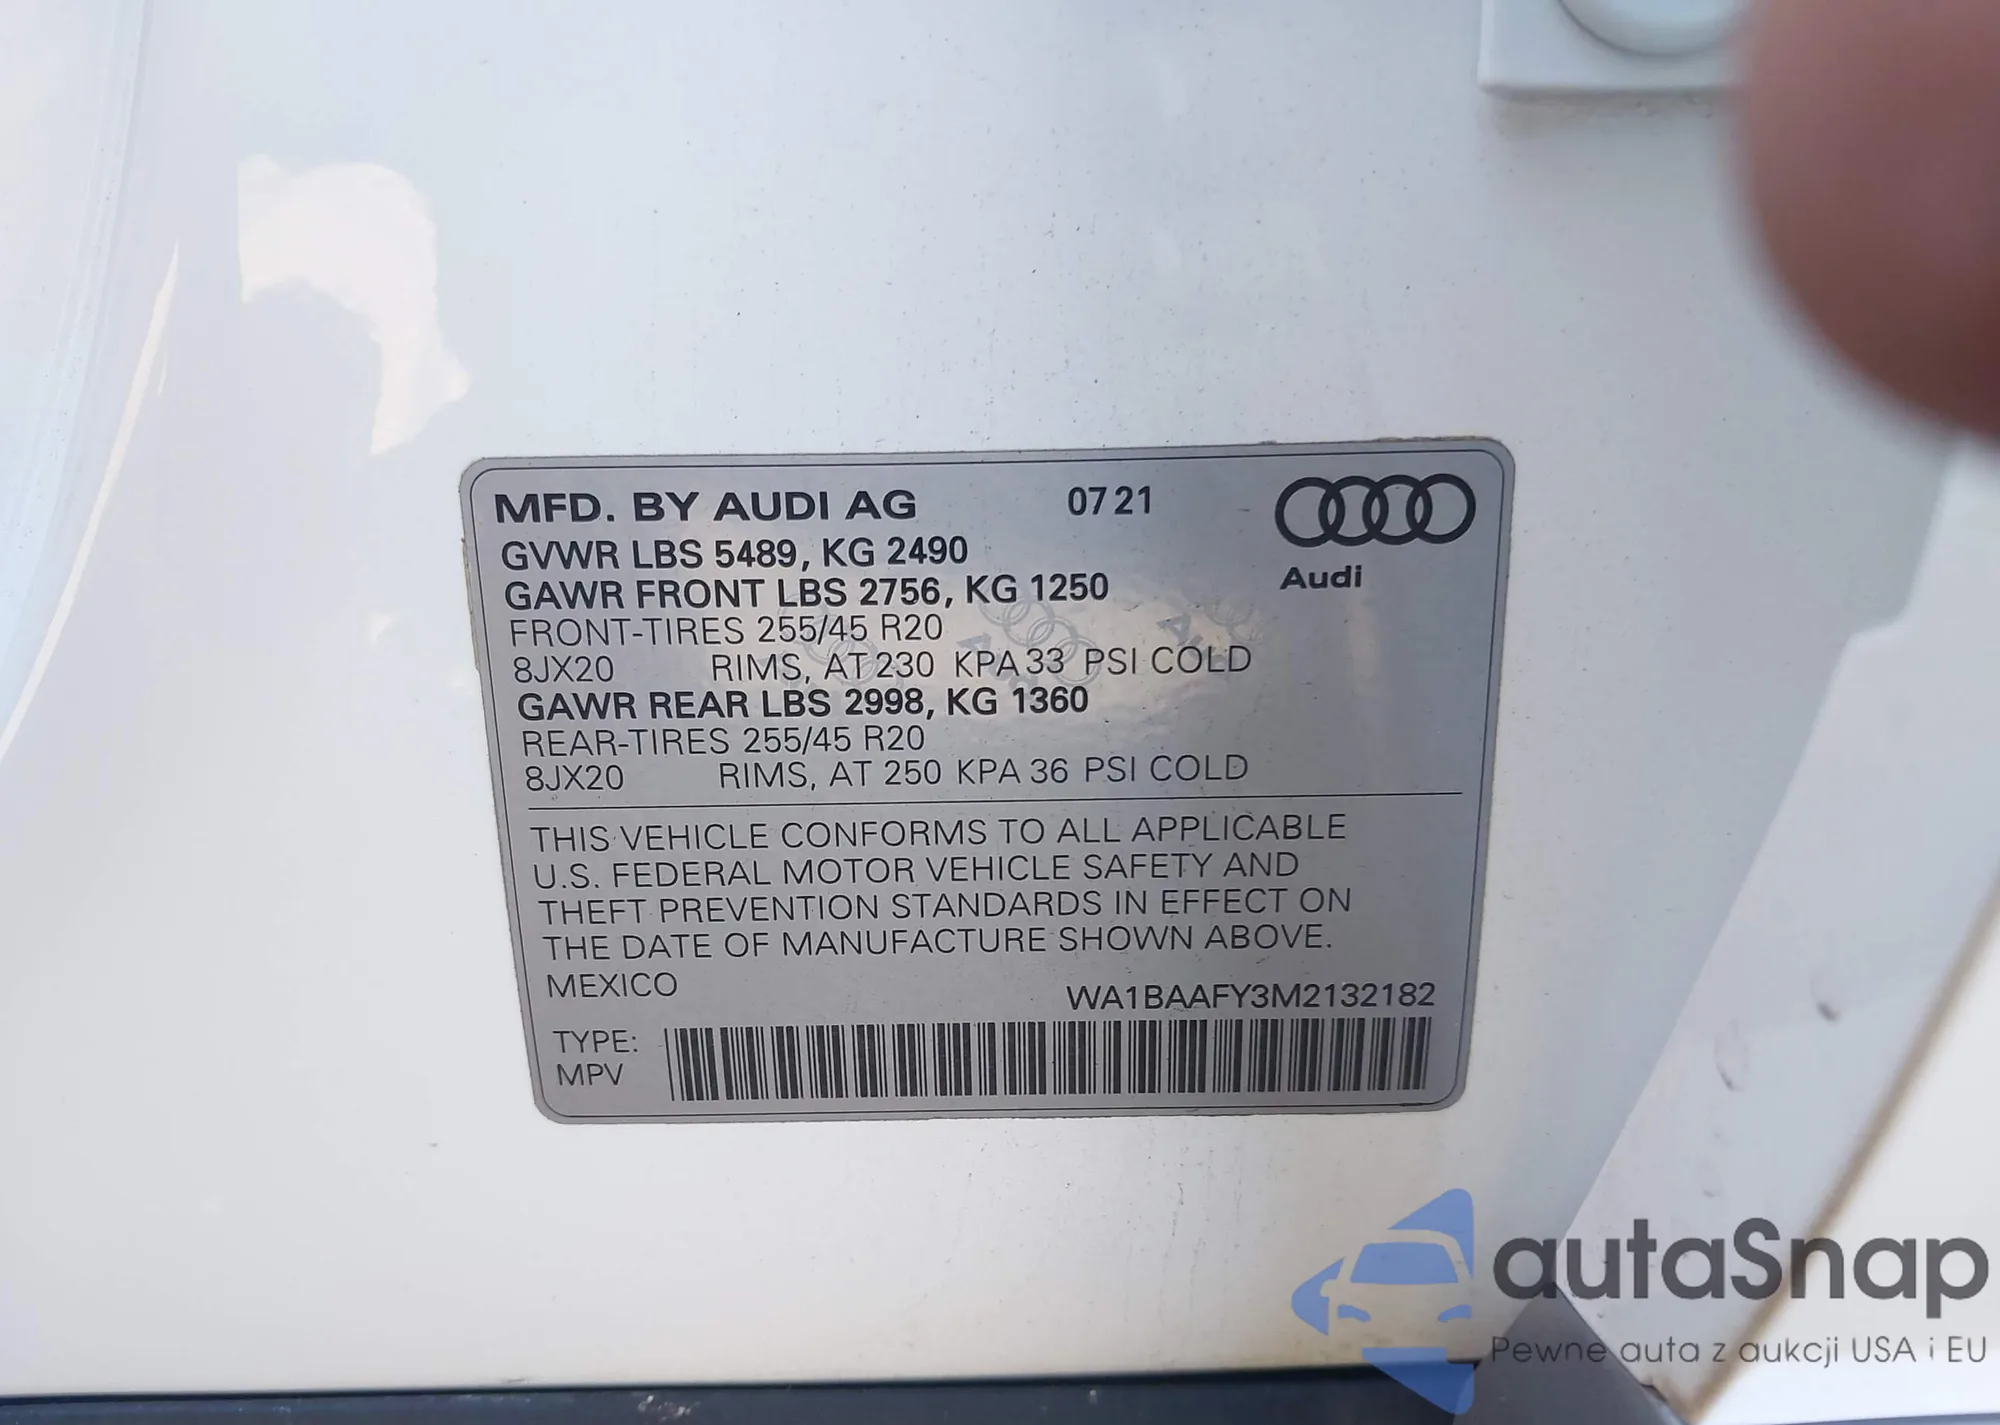 MFD. BY AUDI AG 07 21
GVWR LBS 5489, KG 2490
GAWR FRONT LBS 2756, KG 1250
Audi
FRONT-TIRES 255/45 R20
8JX20 RIMS, AT 230 KPA 33 PSI COLD
GAWR REAR LBS 2998, KG 1360
REAR-TIRES 255/45 R20
8JX20 RIMS, AT 250 KPA 36 PSI COLD
THIS VEHICLE CONFORMS TO ALL APPLICABLE
U.S. FEDERAL MOTOR VEHICLE SAFETY AND
THEFT PREVENTION STANDARDS IN EFFECT ON
THE DATE OF MANUFACTURE SHOWN ABOVE.
MEXICO WA1BAAFY3M2132182
TYPE:
MPV
autaSnap
Pewne auta z aukcji USA i EU